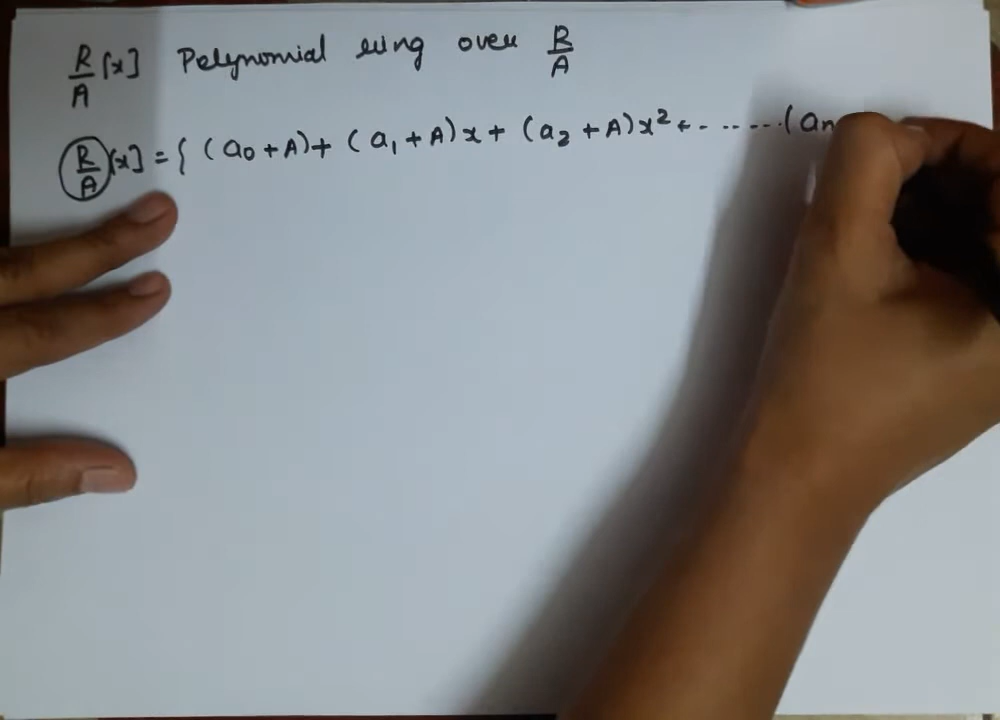 R/A [x] Polynomial ring over R/A
R/A [x] = { (a₀ + A) + (a₁ + A)x + (a₂ + A)x² + ........(an